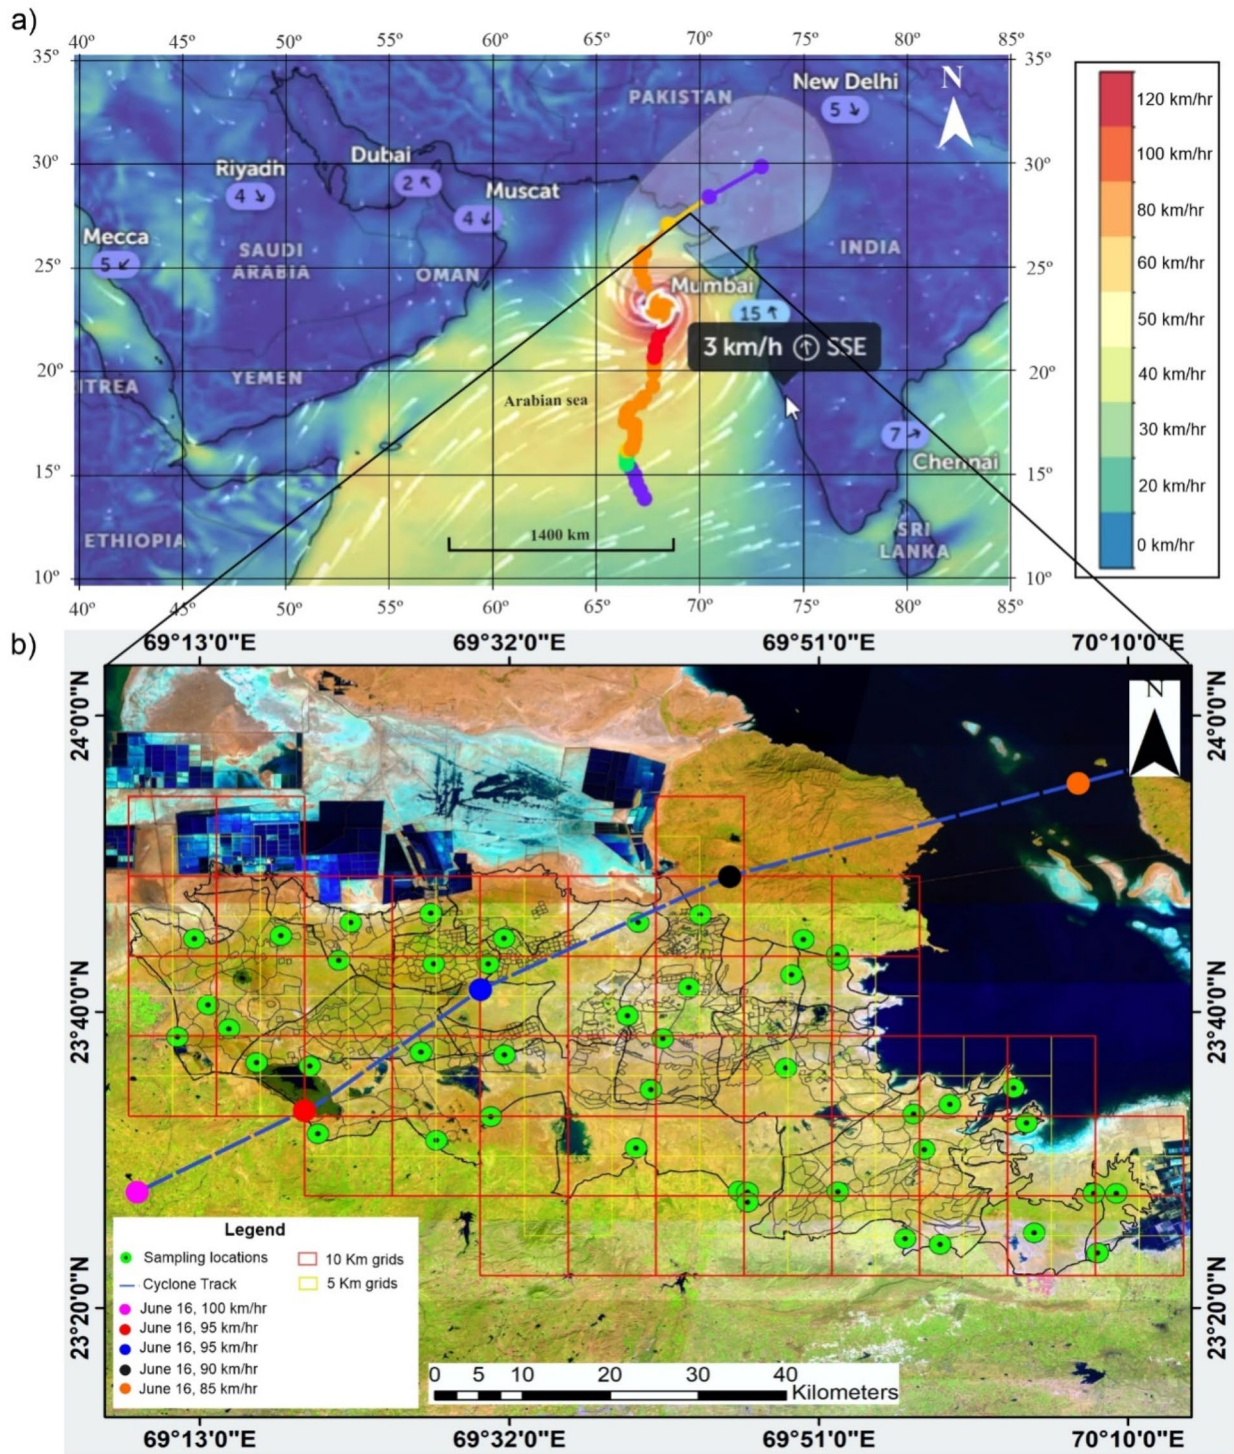 a)
40° 45° 50° 55° 60° 65° 70° 75° 80° 85°
35° 35°
New Delhi
5
N
PAKISTAN
120 km/hr
100 km/hr
80 km/hr
60 km/hr
50 km/hr
40 km/hr
30 km/hr
20 km/hr
0 km/hr
30° 30°
Dubai
2
Riyadh
4
Muscat
4
Mecca
5
SAUDI
ARABIA
OMAN
INDIA
25° 25°
Mumbai
15
3 km/h SSE
20° 20°
ITREA
YEMEN
Arabian sea
7
Chennai
15° 15°
1400 km
ETHIOPIA
SRI
LANKA
10° 10°
40° 45° 50° 55° 60° 65° 70° 75° 80° 85°
b)
69°13'0"E 69°32'0"E 69°51'0"E 70°10'0"E
N
24°0'0"N 24°0'0"N
23°40'0"N 23°40'0"N
23°20'0"N 23°20'0"N
Legend
Sampling locations
10 Km grids
Cyclone Track
5 Km grids
June 16, 100 km/hr
June 16, 95 km/hr
June 16, 95 km/hr
June 16, 90 km/hr
June 16, 85 km/hr
0 5 10 20 30 40
Kilometers
69°13'0"E 69°32'0"E 69°51'0"E 70°10'0"E